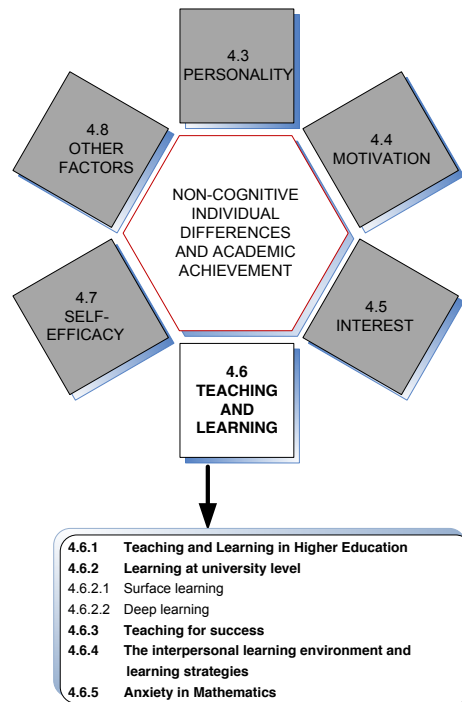 4.3
PERSONALITY
4.8
OTHER
FACTORS
4.4
MOTIVATION
NON-COGNITIVE
INDIVIDUAL
DIFFERENCES
AND ACADEMIC
ACHIEVEMENT
4.7
SELF-
EFFICACY
4.5
INTEREST
4.6
TEACHING
AND
LEARNING
4.6.1 Teaching and Learning in Higher Education
4.6.2 Learning at university level
4.6.2.1 Surface learning
4.6.2.2 Deep learning
4.6.3 Teaching for success
4.6.4 The interpersonal learning environment and
learning strategies
4.6.5 Anxiety in Mathematics